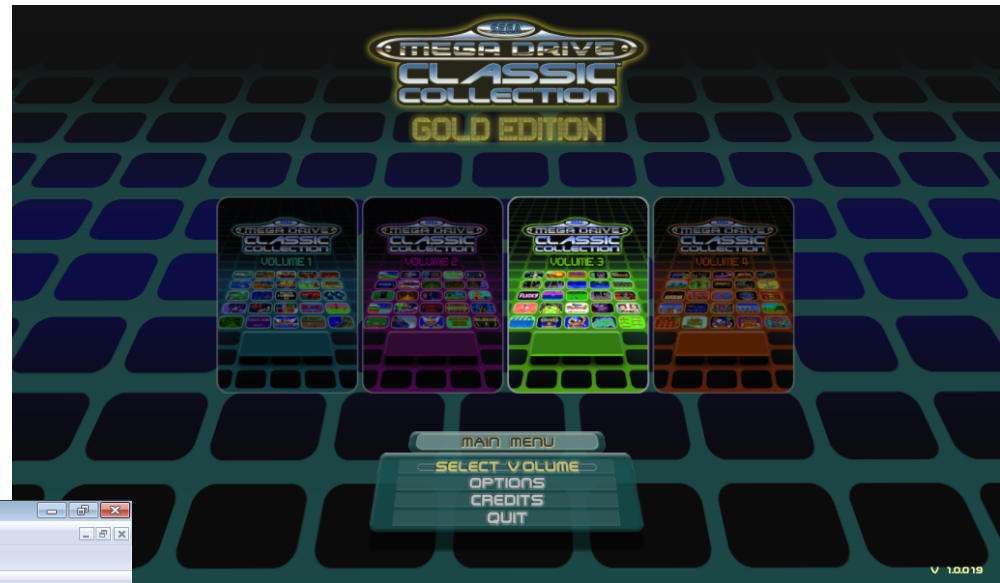 SEGA
MEGA DRIVE
CLASSIC
COLLECTION
GOLD EDITION
MEGA DRIVE
CLASSIC
COLLECTION
VOLUME 1
MEGA DRIVE
CLASSIC
COLLECTION
VOLUME 2
MEGA DRIVE
CLASSIC
COLLECTION
VOLUME 3
FLICKY
MEGA DRIVE
CLASSIC
COLLECTION
VOLUME 4
MAIN MENU
SELECT VOLUME
OPTIONS
CREDITS
QUIT
V 1.0.019